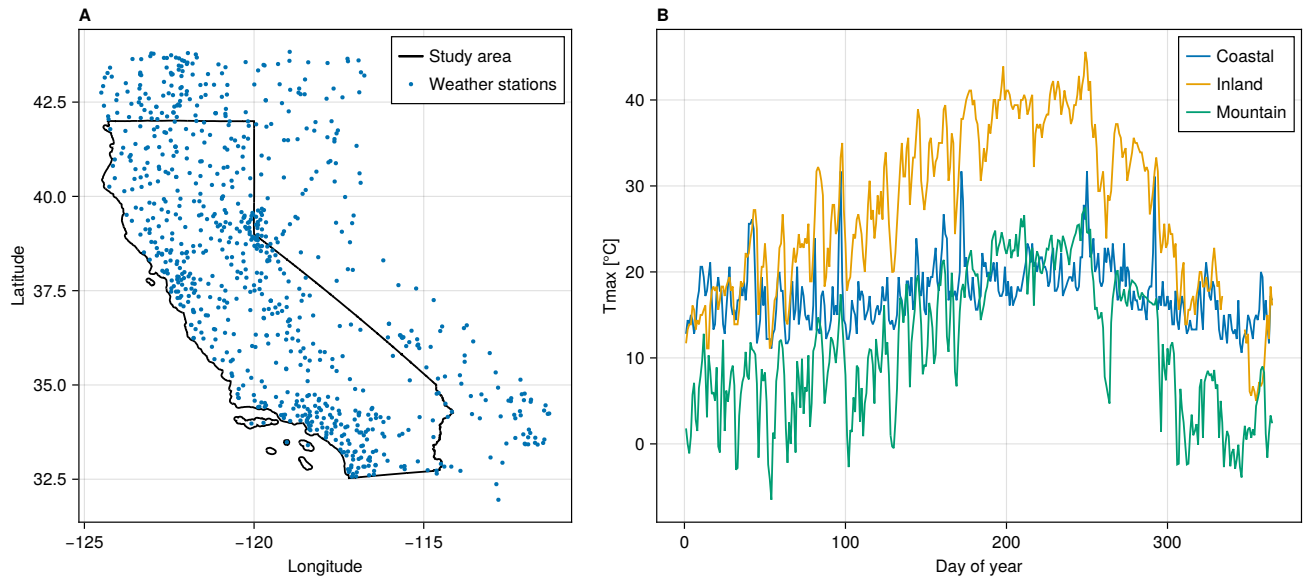 A
Study area
Weather stations
42.5
40.0
37.5
35.0
32.5
Latitude
−125
−120
−115
Longitude
B
Coastal
Inland
Mountain
40
30
20
10
0
Tmax [°C]
0
100
200
300
Day of year